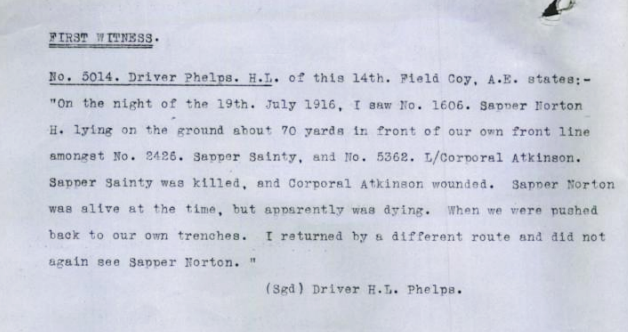 FIRST WITNESS.
No. 5014. Driver Phelps. H.L. of this 14th. Field Coy, A.E. states;-
"On the night of the 19th. July 1916, I saw No. 1606. Sapper Norton
H. lying on the ground about 70 yards in front of our own front line
amongst No. 2426. Sapper Sainty, and No. 5362. L/Corporal Atkinson.
Sapper Sainty was killed, and Corporal Atkinson wounded. Sapper Norton
was alive at the time, but apparently was dying. When we were pushed
back to our own trenches. I returned by a different route and did not
again see Sapper Norton. "
(Sgd) Driver H.L. Phelps.